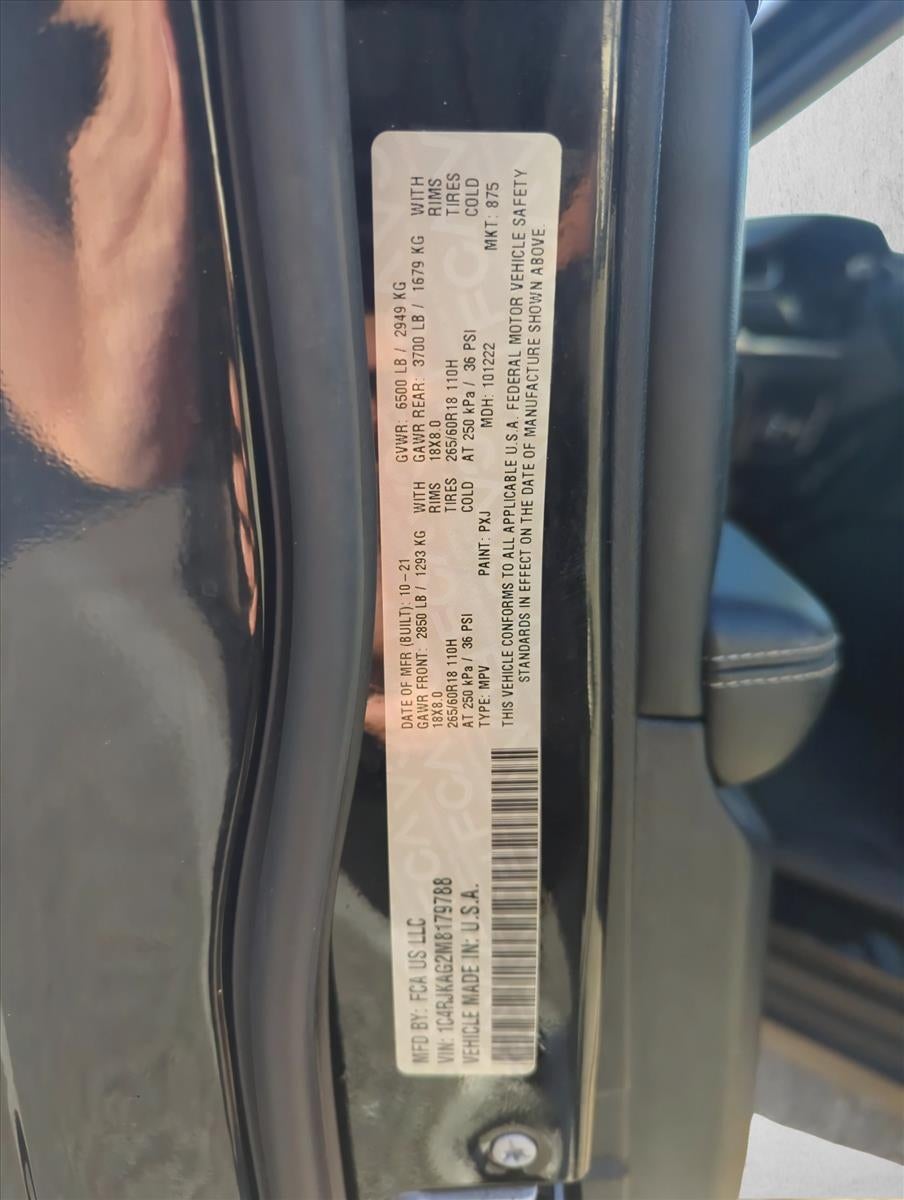 MFD BY: FCA US LLC
VIN: 1C4RJKAG2M8179788
VEHICLE MADE IN: U.S.A.
DATE OF MFR (BUILT): 10-21 GVWR: 6500 LB / 2949 KG
GAWR FRONT: 2850 LB / 1293 KG WITH GAWR REAR: 3700 LB / 1679 KG WITH
18X8.0 RIMS 18X8.0 RIMS
265/60R18 110H TIRES 265/60R18 110H TIRES
AT 250 kPa / 36 PSI COLD AT 250 kPa / 36 PSI COLD
TYPE: MPV PAINT: PXJ MDH: 101222 MKT: 875
THIS VEHICLE CONFORMS TO ALL APPLICABLE U.S.A. FEDERAL MOTOR VEHICLE SAFETY
STANDARDS IN EFFECT ON THE DATE OF MANUFACTURE SHOWN ABOVE.